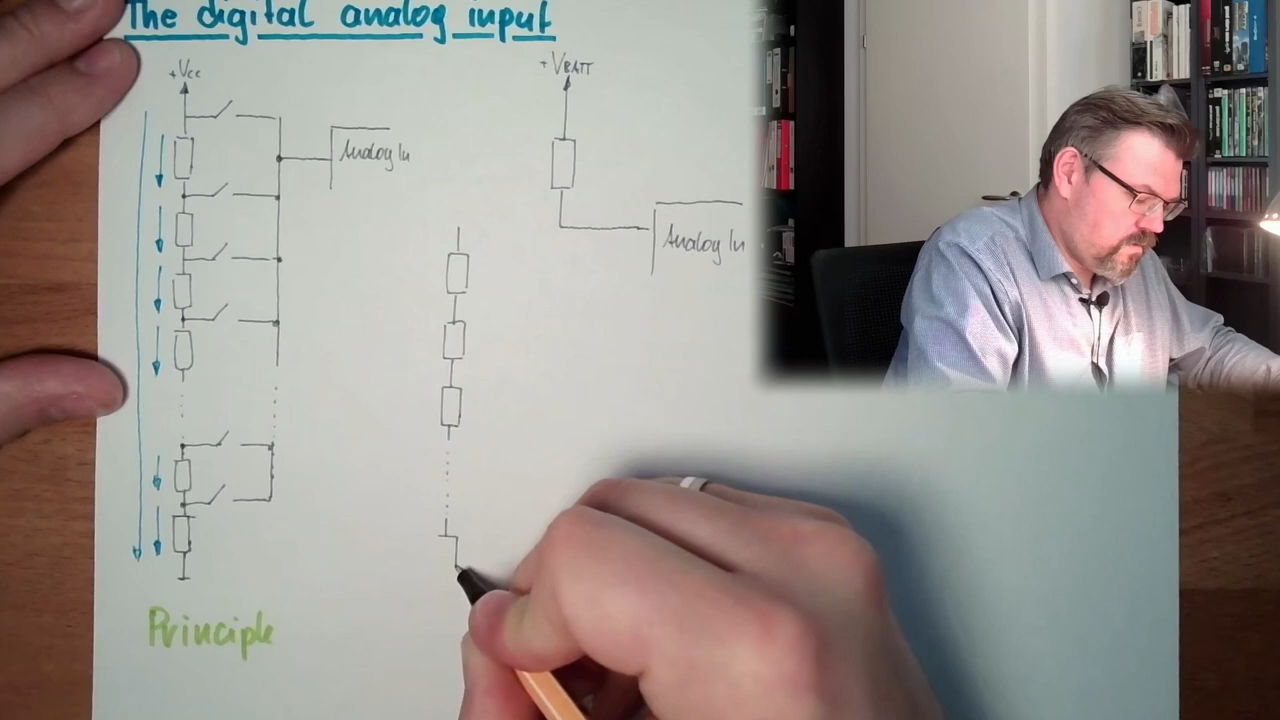 The digital analog input
+Vcc
Analog In
+VBATT
Analog In
Principle